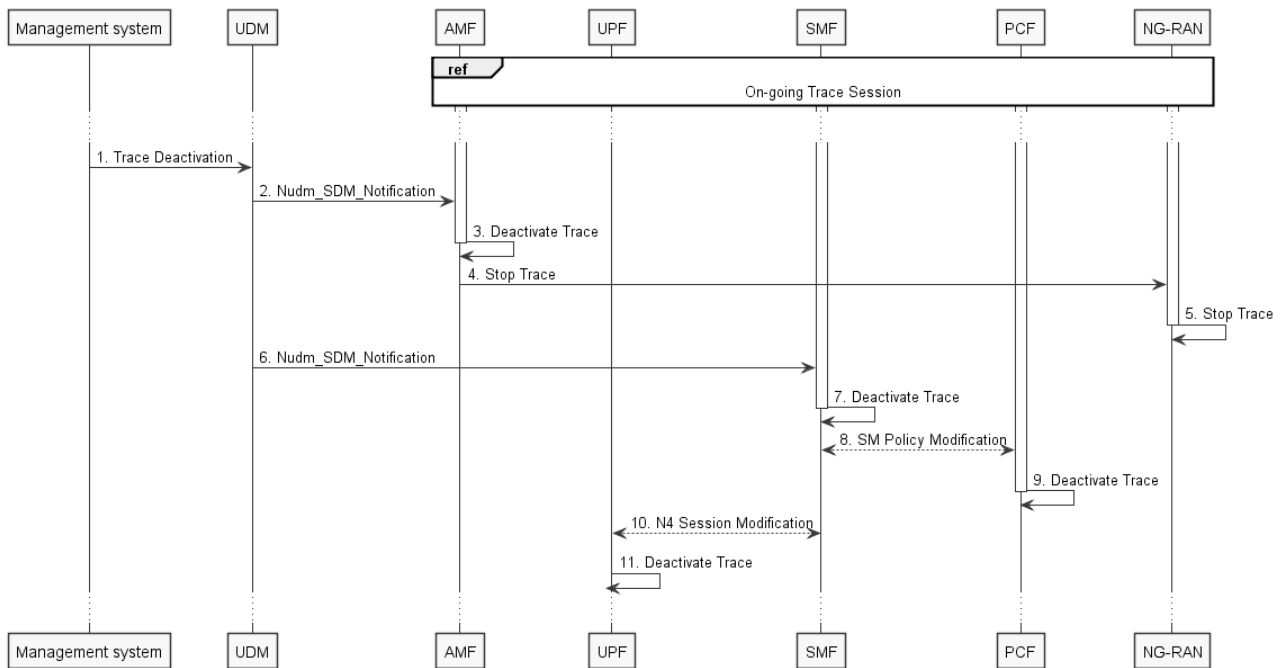 Management system
UDM
AMF
UPF
SMF
PCF
NG-RAN
ref
On-going Trace Session
1. Trace Deactivation
2. Nudm_SDM_Notification
3. Deactivate Trace
4. Stop Trace
5. Stop Trace
6. Nudm_SDM_Notification
7. Deactivate Trace
8. SM Policy Modification
9. Deactivate Trace
10. N4 Session Modification
11. Deactivate Trace
Management system
UDM
AMF
UPF
SMF
PCF
NG-RAN